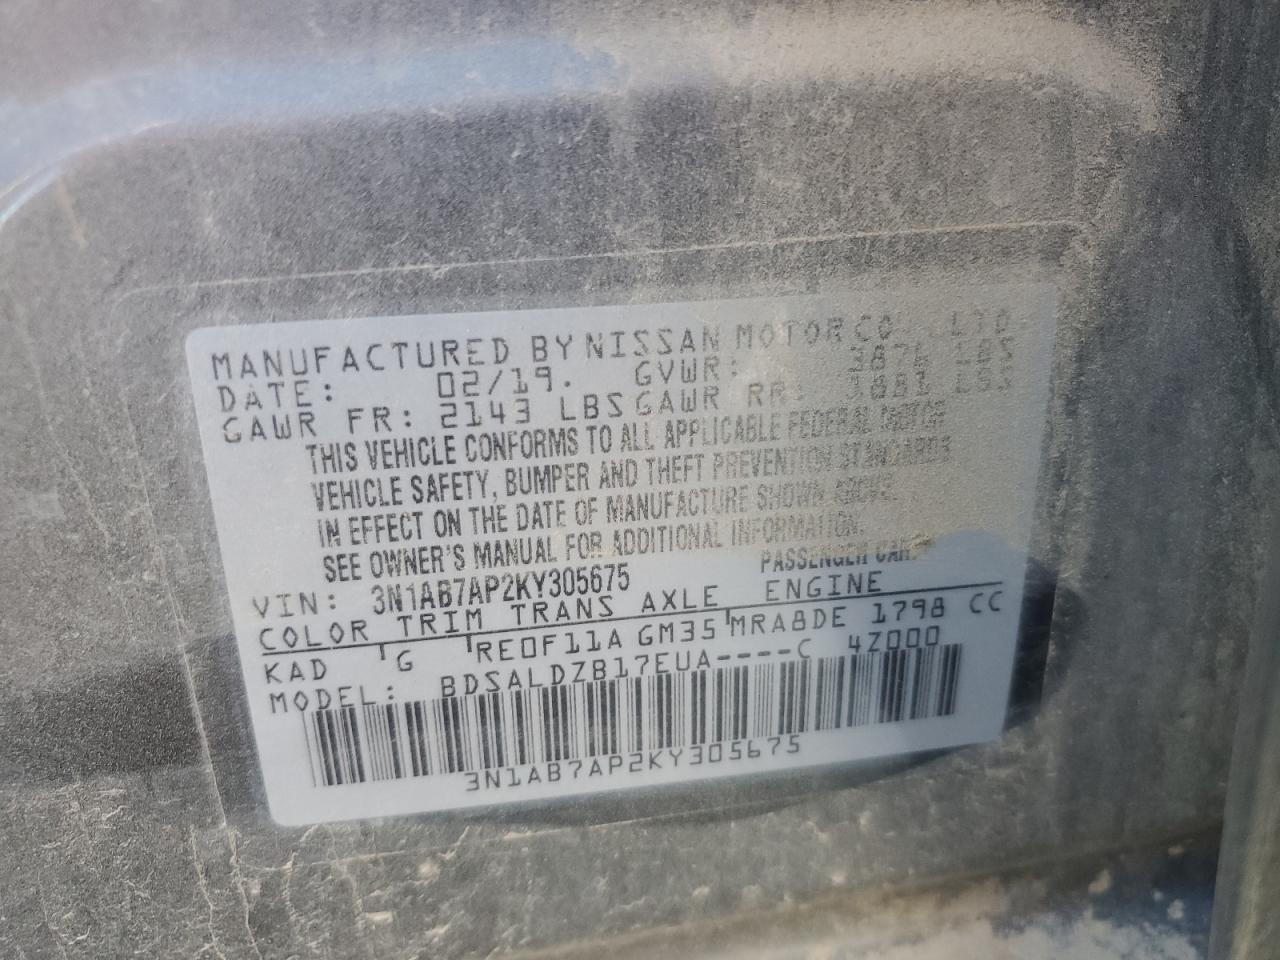 MANUFACTURED BY NISSAN MOTOR CO LTD
DATE: 02/19. GVWR: LBS
GAWR FR: 2143 LBS GAWR RR: LBS
THIS VEHICLE CONFORMS TO ALL APPLICABLE FEDERAL MOTOR
VEHICLE SAFETY, BUMPER AND THEFT PREVENTION STANDARDS
IN EFFECT ON THE DATE OF MANUFACTURE SHOWN ABOVE.
SEE OWNER'S MANUAL FOR ADDITIONAL INFORMATION.
VIN: 3N1AB7AP2KY305675 PASSENGER CAR
COLOR TRIM TRANS AXLE ENGINE
KAD G RE0F11A GM35 MRA8DE 1798 CC
MODEL: BDSALDZB17EUA----C 4Z000
3N1AB7AP2KY305675